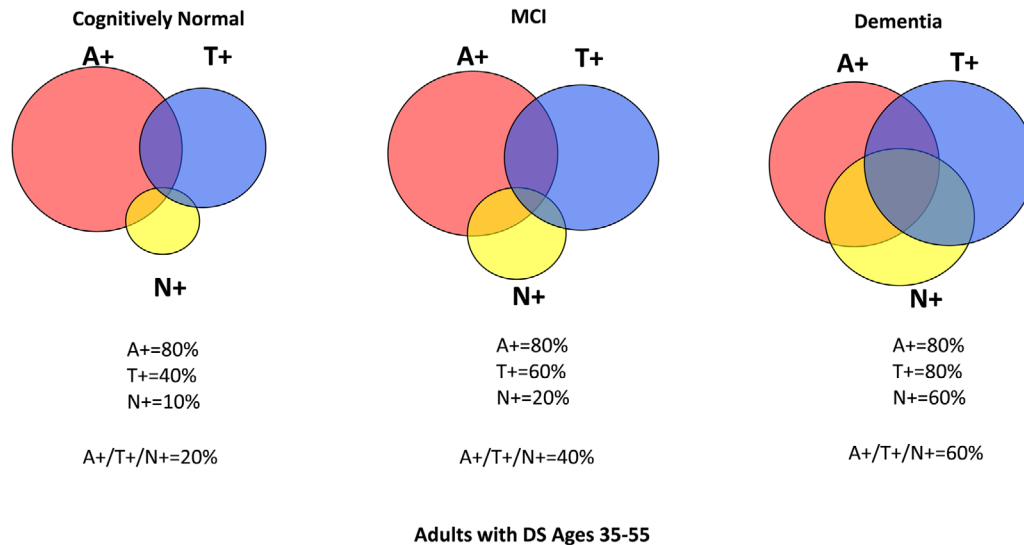 Cognitively Normal
A+ T+
N+
A+=80%
T+=40%
N+=10%
A+/T+/N+=20%
MCI
A+ T+
N+
A+=80%
T+=60%
N+=20%
A+/T+/N+=40%
Dementia
A+ T+
N+
A+=80%
T+=80%
N+=60%
A+/T+/N+=60%
Adults with DS Ages 35-55